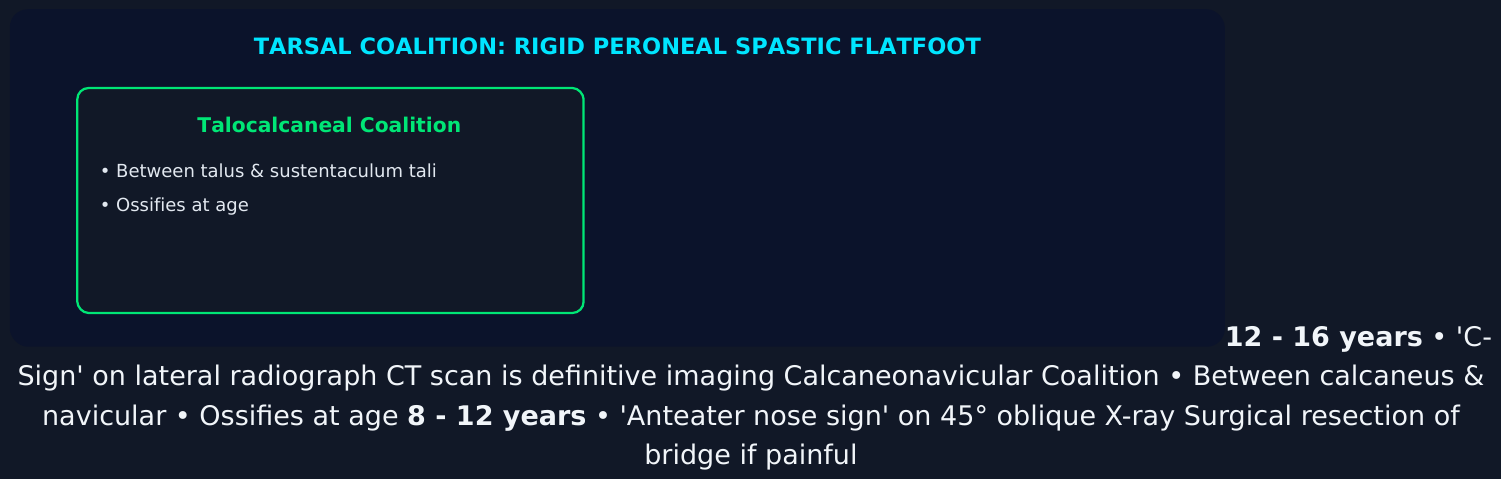 TARSAL COALITION: RIGID PERONEAL SPASTIC FLATFOOT
Talocalcaneal Coalition
• Between talus & sustentaculum tali
• Ossifies at age
12 - 16 years • 'C-
Sign' on lateral radiograph CT scan is definitive imaging Calcaneonavicular Coalition • Between calcaneus &
navicular • Ossifies at age 8 - 12 years • 'Anteater nose sign' on 45° oblique X-ray Surgical resection of
bridge if painful